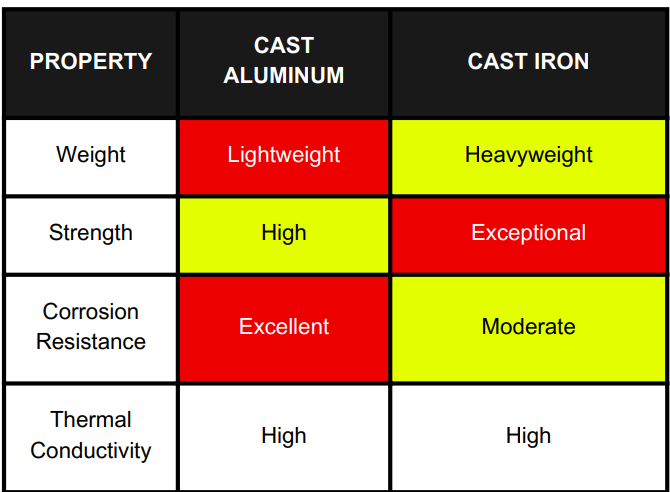 PROPERTY
CAST
ALUMINUM
CAST IRON
Weight
Lightweight
Heavyweight
Strength
High
Exceptional
Corrosion
Resistance
Excellent
Moderate
Thermal
Conductivity
High
High